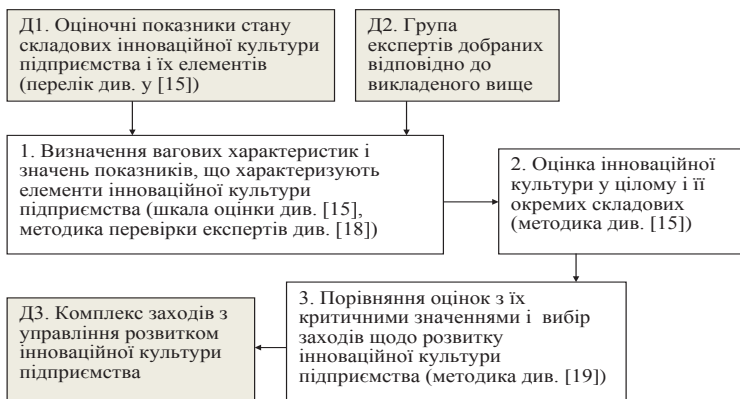 Д1. Оціночні показники стану
складових інноваційної культури
підприємства і їх елементів
(перелік див. у [15])
Д2. Група
експертів добраних
відповідно до
викладеного вище
1. Визначення вагових характеристик і
значень показників, що характеризують
елементи інноваційної культури
підприємства (шкала оцінки див. [15],
методика перевірки експертів див. [18])
2. Оцінка інноваційної
культури у цілому і її
окремих складових
(методика див. [15])
3. Порівняння оцінок з їх
критичними значеннями і вибір
заходів щодо розвитку
інноваційної культури
підприємства (методика див. [19])
Д3. Комплекс заходів з
управління розвитком
інноваційної культури
підприємства